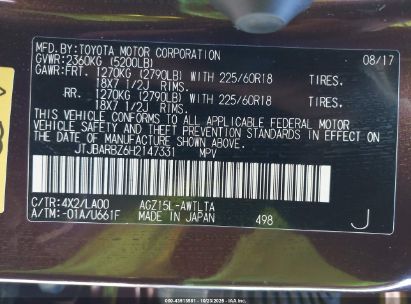 MFD.BY:TOYOTA MOTOR CORPORATION
GVWR:2360KG (5200LB) 08/17
GAWR:FRT. 1270KG (2790LB) WITH 225/60R18 TIRES.
18X7 1/2J RIMS.
RR. 1270KG (2790LB) WITH 225/60R18 TIRES.
18X7 1/2J RIMS.
THIS VEHICLE CONFORMS TO ALL APPLICABLE FEDERAL MOTOR
VEHICLE SAFETY AND BUMPER STANDARDS IN EFFECT ON
THE DATE OF MANUFACTURE SHOWN ABOVE.
JTJBARBZ6H2147331 MPV
C/TR:4X2/LA00 AGZ15L-AWTLTA
A/TM:-01A/U661F MADE IN JAPAN 498 J